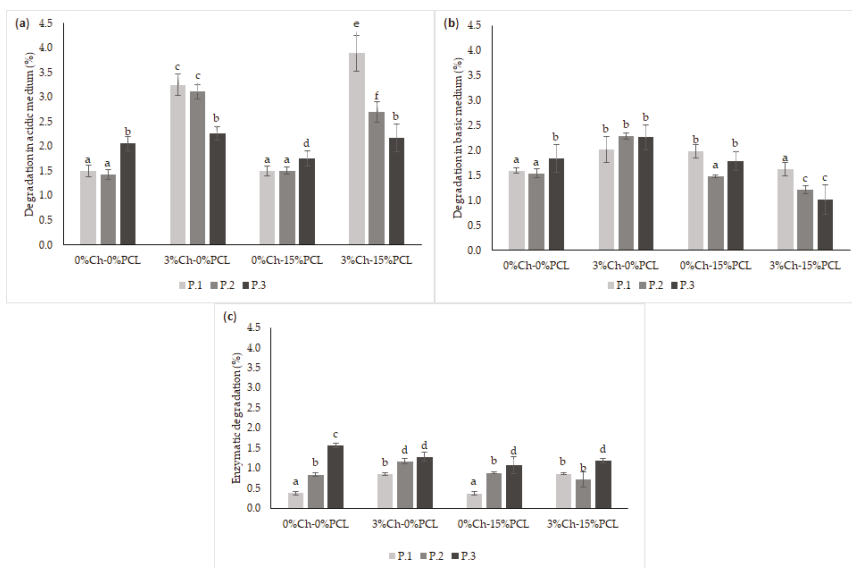 (a)
Degradation in acidic medium (%)
4.5
4.0
3.5
3.0
2.5
2.0
1.5
1.0
0.5
0.0
a a b
c c b
a a d
e f b
0%Ch-0%PCL 3%Ch-0%PCL 0%Ch-15%PCL 3%Ch-15%PCL
P.1 P.2 P.3
(b)
Degradation in basic medium (%)
4.5
4.0
3.5
3.0
2.5
2.0
1.5
1.0
0.5
0.0
a a b
b b b
b a b
a c c
0%Ch-0%PCL 3%Ch-0%PCL 0%Ch-15%PCL 3%Ch-15%PCL
P.1 P.2 P.3
(c)
Enzymatic degradation (%)
4.5
4.0
3.5
3.0
2.5
2.0
1.5
1.0
0.5
0.0
a b c
b d d
a b d
b b d
0%Ch-0%PCL 3%Ch-0%PCL 0%Ch-15%PCL 3%Ch-15%PCL
P.1 P.2 P.3